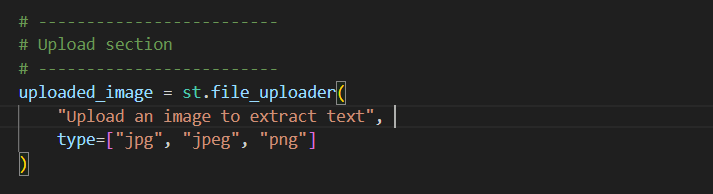 # -------------------------
# Upload section
# -------------------------
uploaded_image = st.file_uploader(
    "Upload an image to extract text",
    type=["jpg", "jpeg", "png"]
)